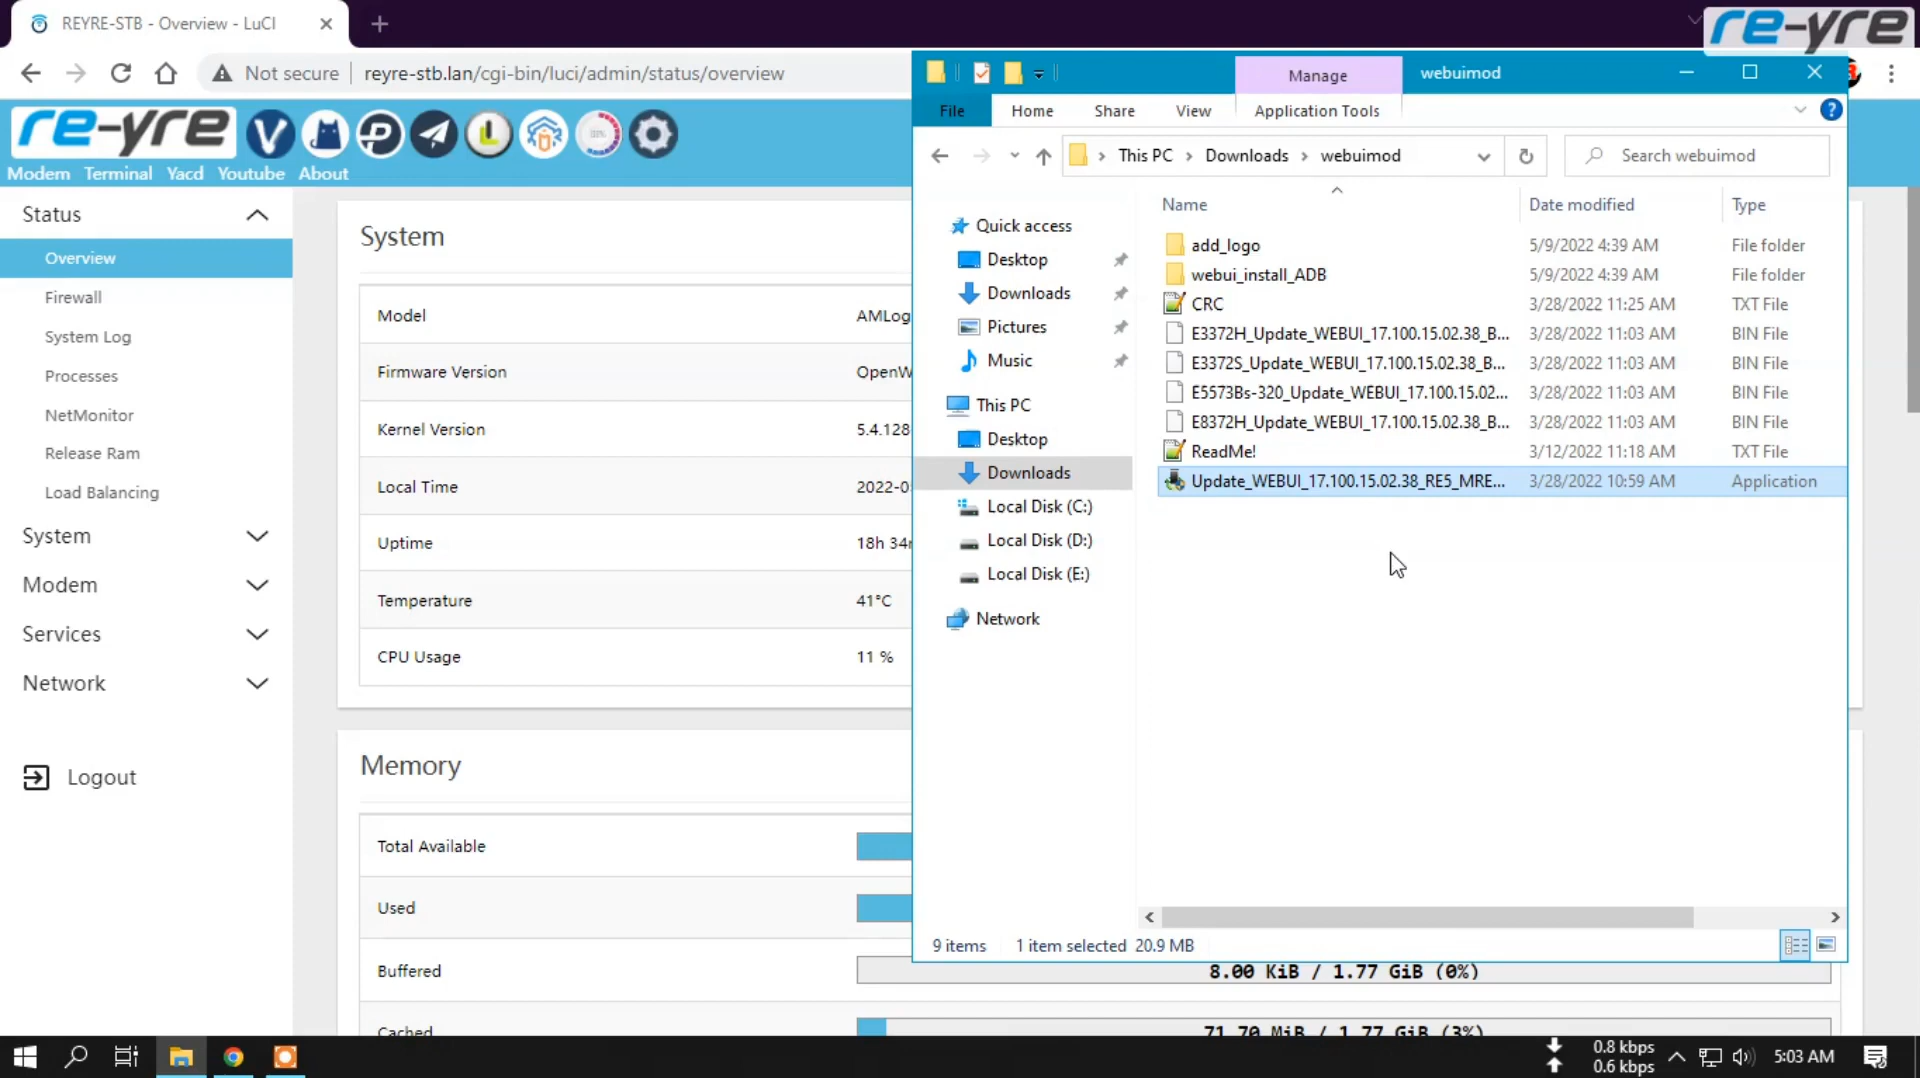 REYRE-STB - Overview - LuCI
re-yre
Not secure
reyre-stb.lan/cgi-bin/luci/admin/status/overview
re-yre
Modem Terminal Yacd Youtube About
Status
Overview
Firewall
System Log
Processes
NetMonitor
Release Ram
Load Balancing
System
Modem
Services
Network
Logout
System
Model AMLog
Firmware Version OpenW
Kernel Version 5.4.128
Local Time 2022-0
Uptime 18h 34
Temperature 41°C
CPU Usage 11 %
Memory
Total Available
Used
Buffered 8.00 KiB / 1.77 GiB (0%)
Cached 71.70 MiB / 1.77 GiB (3%)
Manage webuimod
File Home Share View Application Tools
This PC Downloads webuimod
Search webuimod
Quick access
Desktop
Downloads
Pictures
Music
This PC
Desktop
Downloads
Local Disk (C:)
Local Disk (D:)
Local Disk (E:)
Network
Name Date modified Type
add_logo 5/9/2022 4:39 AM File folder
webui_install_ADB 5/9/2022 4:39 AM File folder
CRC 3/28/2022 11:25 AM TXT File
E3372H_Update_WEBUI_17.100.15.02.38_B... 3/28/2022 11:03 AM BIN File
E3372S_Update_WEBUI_17.100.15.02.38_B... 3/28/2022 11:03 AM BIN File
E5573Bs-320_Update_WEBUI_17.100.15.02... 3/28/2022 11:03 AM BIN File
E8372H_Update_WEBUI_17.100.15.02.38_B... 3/28/2022 11:03 AM BIN File
ReadMe! 3/12/2022 11:18 AM TXT File
Update_WEBUI_17.100.15.02.38_RE5_MRE... 3/28/2022 10:59 AM Application
9 items 1 item selected 20.9 MB
0.8 kbps
0.6 kbps
5:03 AM